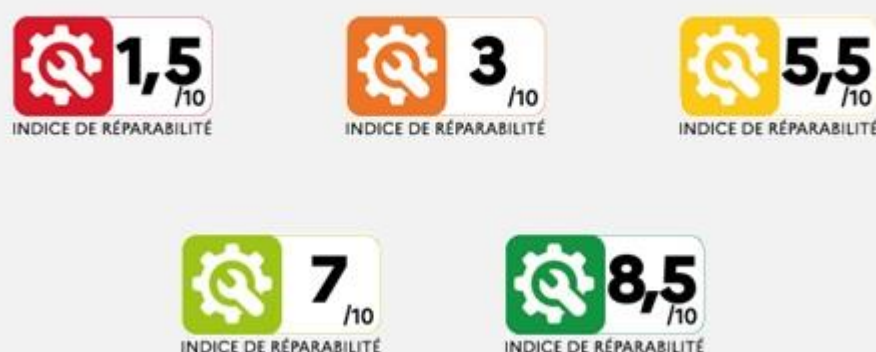 1,5
/10
INDICE DE RÉPARABILITÉ
3
/10
INDICE DE RÉPARABILITÉ
5,5
/10
INDICE DE RÉPARABILITÉ
7
/10
INDICE DE RÉPARABILITÉ
8,5
/10
INDICE DE RÉPARABILITÉ